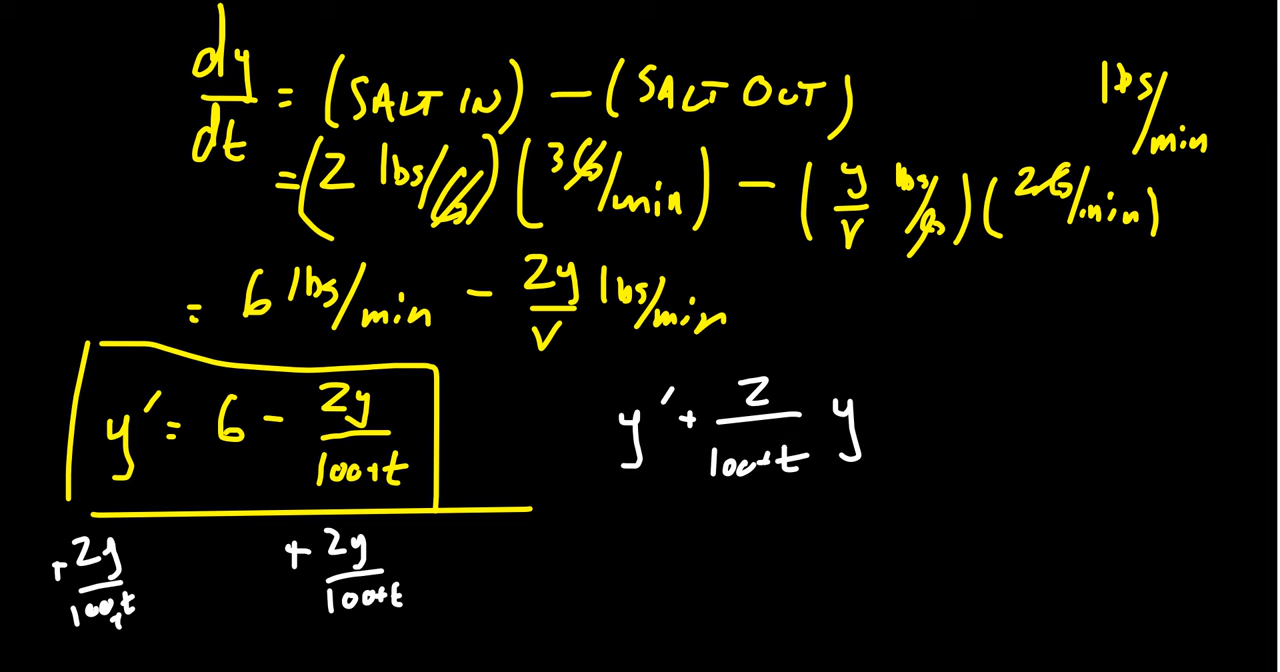 dy/dt = (SALT IN) − (SALT OUT) lbs/min
= (2 lbs/G)(3 G/min) − (y/V lbs/G)(2 G/min)
= 6 lbs/min − 2y/V lbs/min
y′ = 6 − 2y/100+t
y′ + 2/100+t y
+ 2y/100+t + 2y/100+t